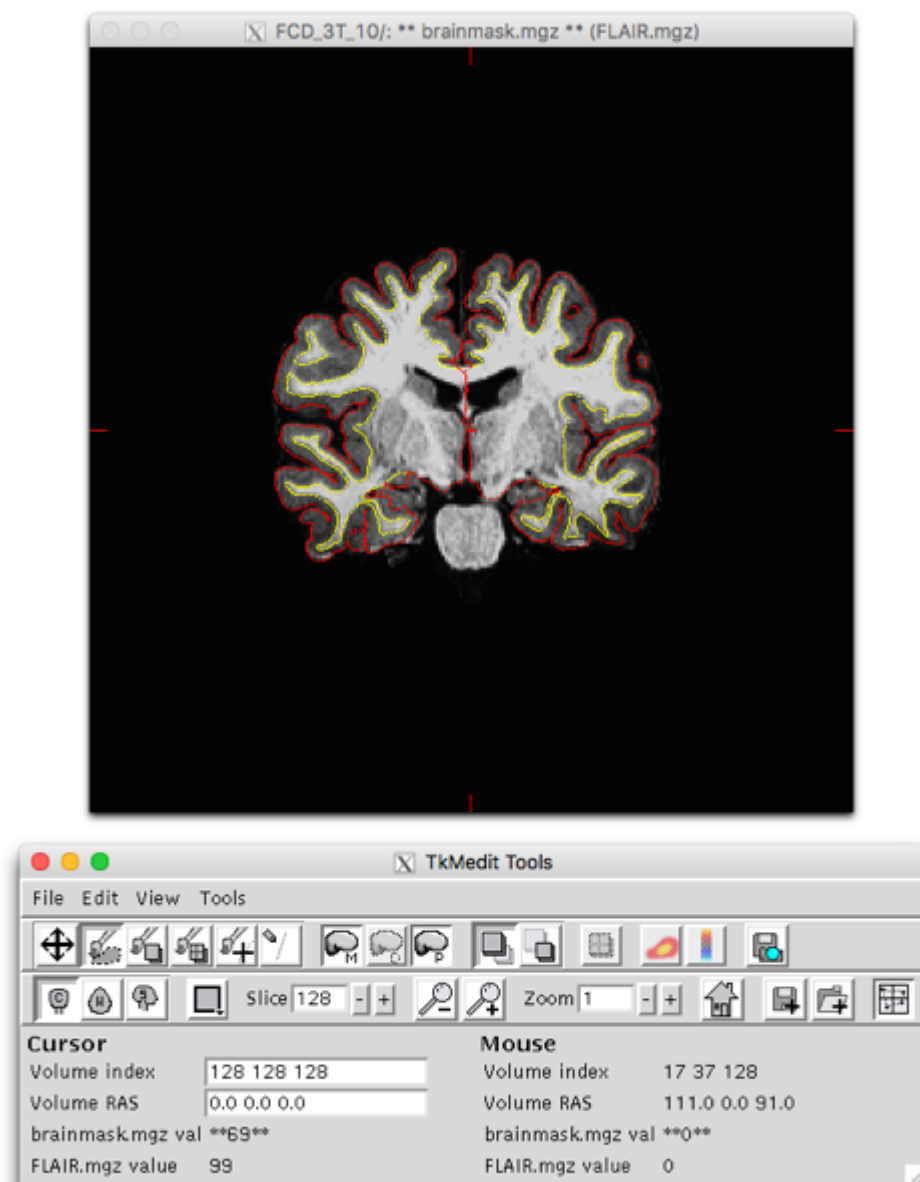 FCD_3T_10/: ** brainmask.mgz ** (FLAIR.mgz)
TkMedit Tools
File Edit View Tools
M O P
C H Slice 128 - + Zoom 1 - +
Cursor Mouse
Volume index 128 128 128 Volume index 17 37 128
Volume RAS 0.0 0.0 0.0 Volume RAS 111.0 0.0 91.0
brainmask.mgz val **69** brainmask.mgz val **0**
FLAIR.mgz value 99 FLAIR.mgz value 0